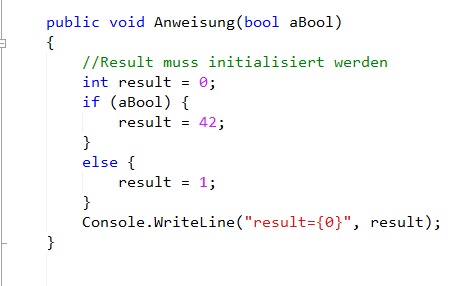 public void Anweisung(bool aBool)
{
//Result muss initialisiert werden
int result = 0;
if (aBool) {
result = 42;
}
else {
result = 1;
}
Console.WriteLine("result={0}", result);
}